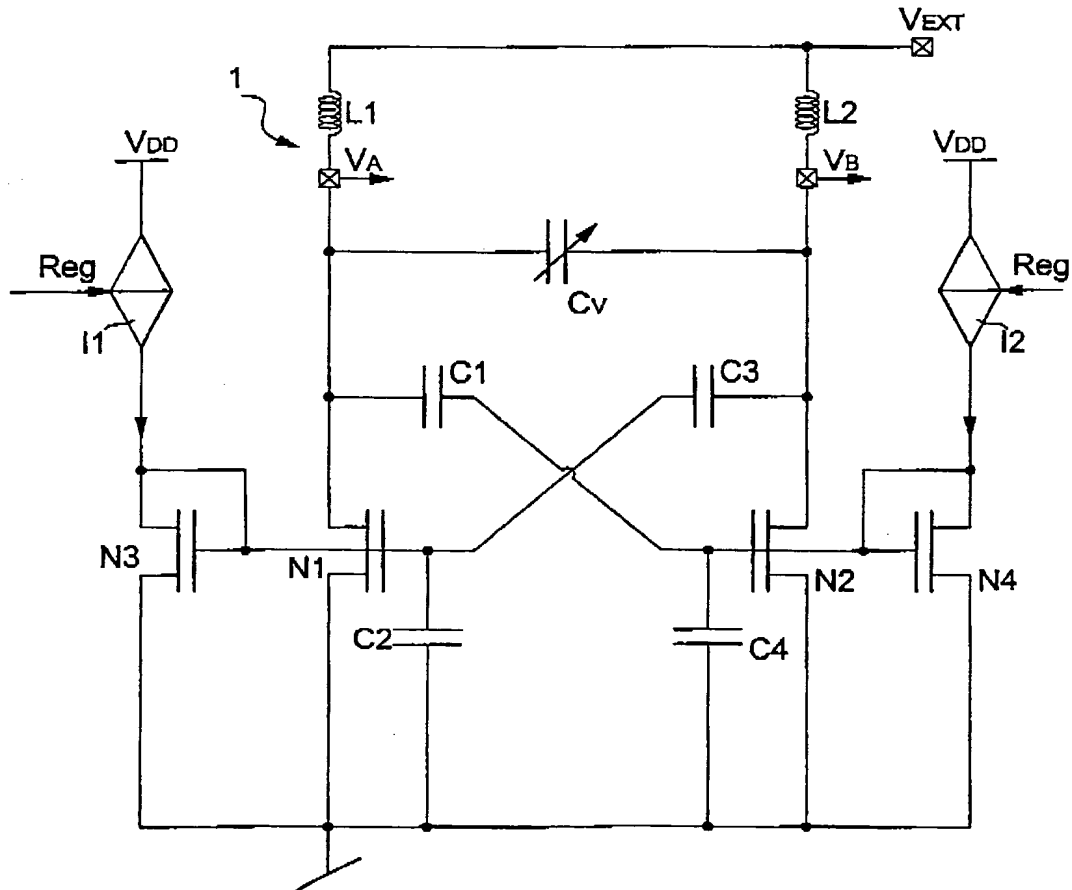 VEXT
1
L1
L2
VDD
VA
VB
VDD
Reg
Reg
Cv
I1
I2
C1
C3
N3
N1
N2
N4
C2
C4